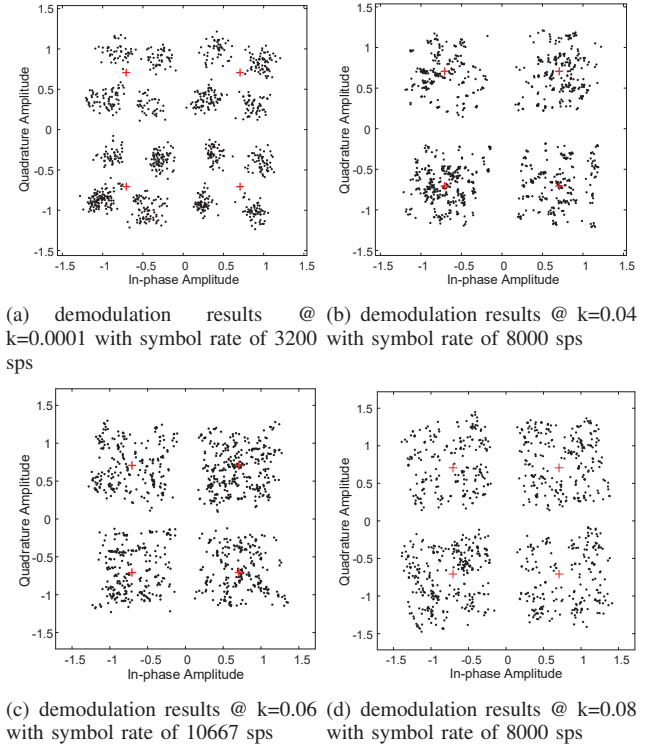 1.5
1
0.5
0
-0.5
-1
-1.5
Quadrature Amplitude
-1.5 -1 -0.5 0 0.5 1 1.5
In-phase Amplitude
1.5
1
0.5
0
-0.5
-1
-1.5
Quadrature Amplitude
-1.5 -1 -0.5 0 0.5 1 1.5
In-phase Amplitude
(a) demodulation results @
k=0.0001 with symbol rate of 3200
sps
(b) demodulation results @ k=0.04
with symbol rate of 8000 sps
1.5
1
0.5
0
-0.5
-1
-1.5
Quadrature Amplitude
-1.5 -1 -0.5 0 0.5 1 1.5
In-phase Amplitude
1.5
1
0.5
0
-0.5
-1
-1.5
Quadrature Amplitude
-1.5 -1 -0.5 0 0.5 1 1.5
In-phase Amplitude
(c) demodulation results @ k=0.06
with symbol rate of 10667 sps
(d) demodulation results @ k=0.08
with symbol rate of 8000 sps